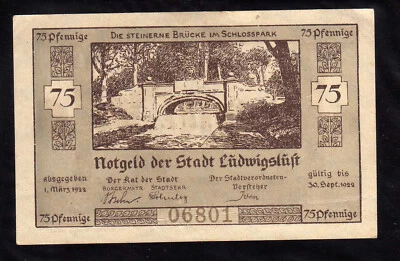 75 Pfennige DIE STEINERNE BRÜCKE IM SCHLOSSPARK 75 Pfennige
75 75
Notgeld der Stadt Lüdwigslüst
Ausgegeben Der Rat der Stadt Der Stadtverordneten- gültig bis
1. März 1922 BÜRGERMSTR. STADTSEKR. Vorsteher 30. Sept. 1922
75 Pfennige 06801 75 Pfennige